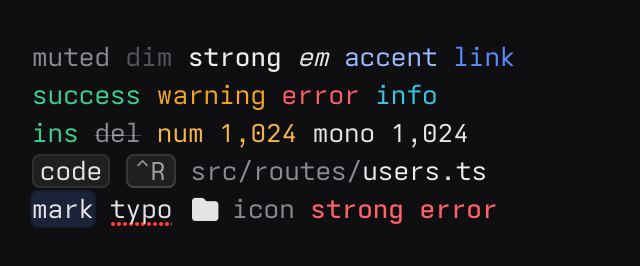 muted dim strong em accent link
success warning error info
ins del num 1,024 mono 1,024
code ^R src/routes/users.ts
mark typo icon strong error